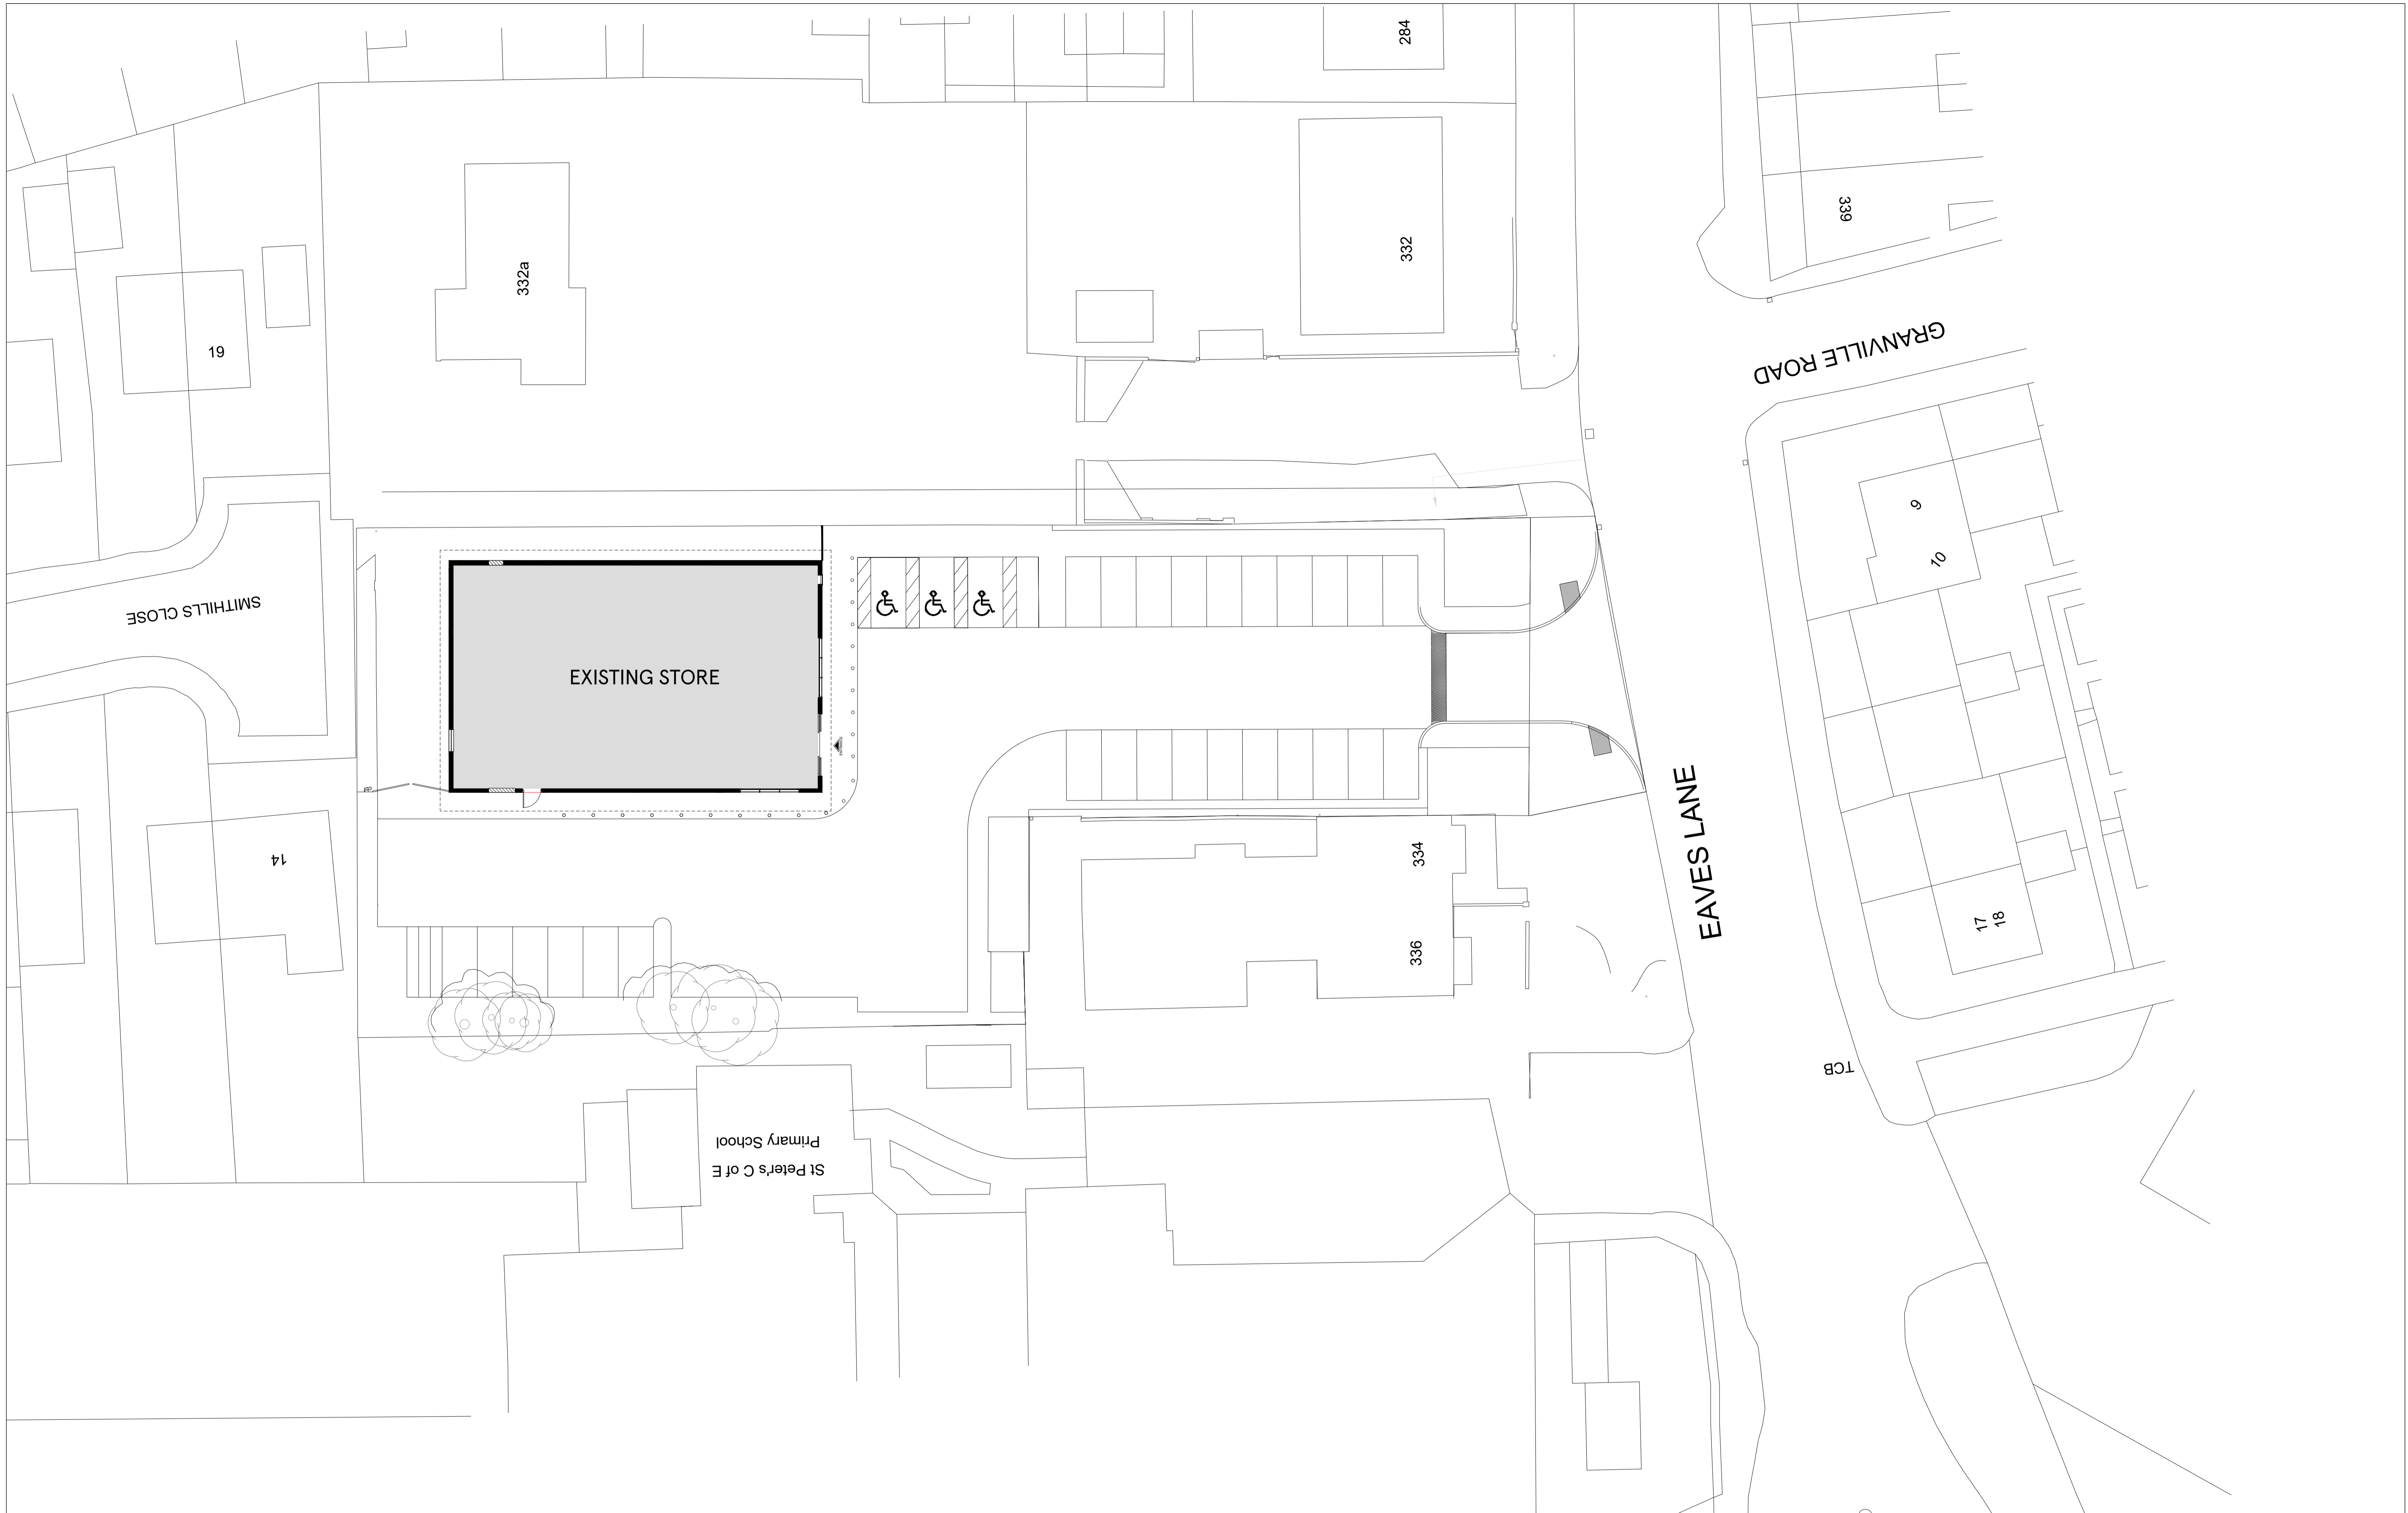 284
339
332
332a
19
GRANVILLE ROAD
9
10
SMITHILLS CLOSE
EXISTING STORE
EAVES LANE
14
334
336
17
18
TCB
St Peter's C of E
Primary School